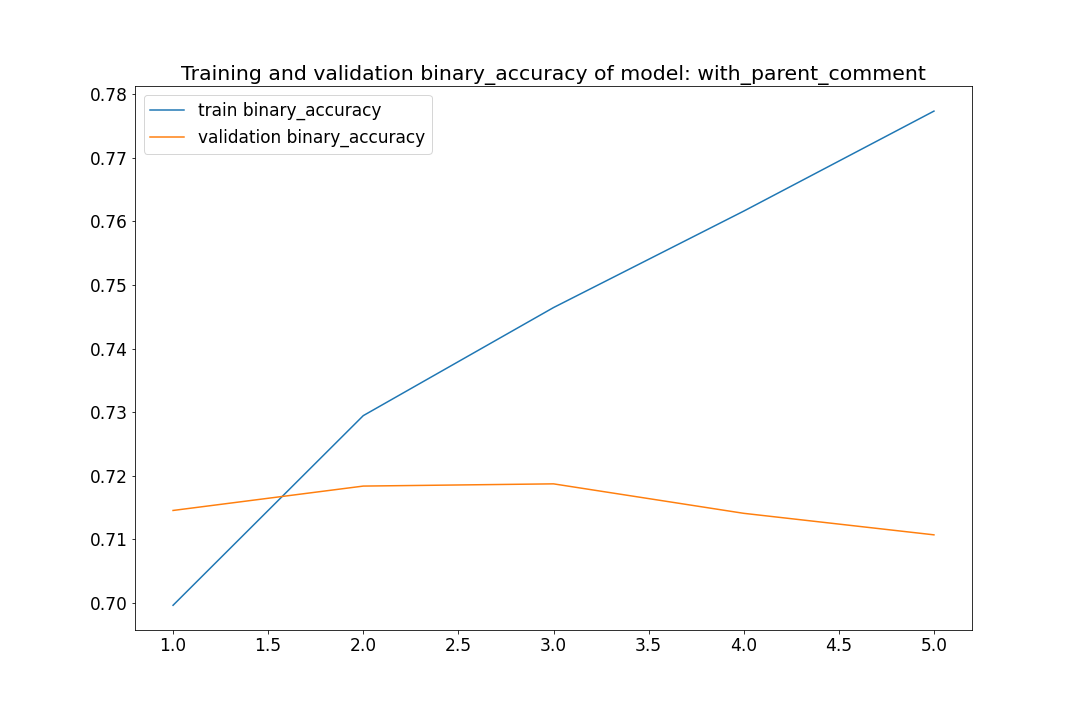 Training and validation binary_accuracy of model: with_parent_comment
train binary_accuracy
validation binary_accuracy
0.78
0.77
0.76
0.75
0.74
0.73
0.72
0.71
0.70
1.0 1.5 2.0 2.5 3.0 3.5 4.0 4.5 5.0